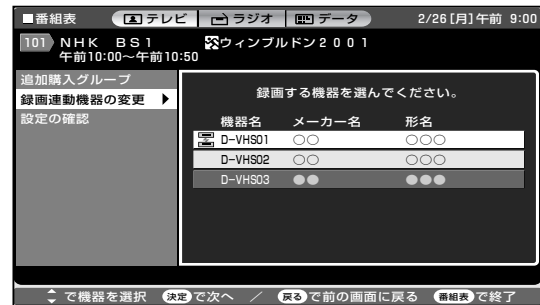 ■番組表 テレビ ラジオ データ 2/26[月]午前 9:00
101 NHK BS1 ウィンブルドン2001
午前10:00〜午前10:50
追加購入グループ
録画連動機器の変更 ▶
設定の確認
録画する機器を選んでください。
機器名 メーカー名 形名
D-VHS01 ○○ ○○○
D-VHS02 ○○ ○○○
D-VHS03 ●● ●●●
で機器を選択 決定で次へ / 戻るで前の画面に戻る 番組表で終了